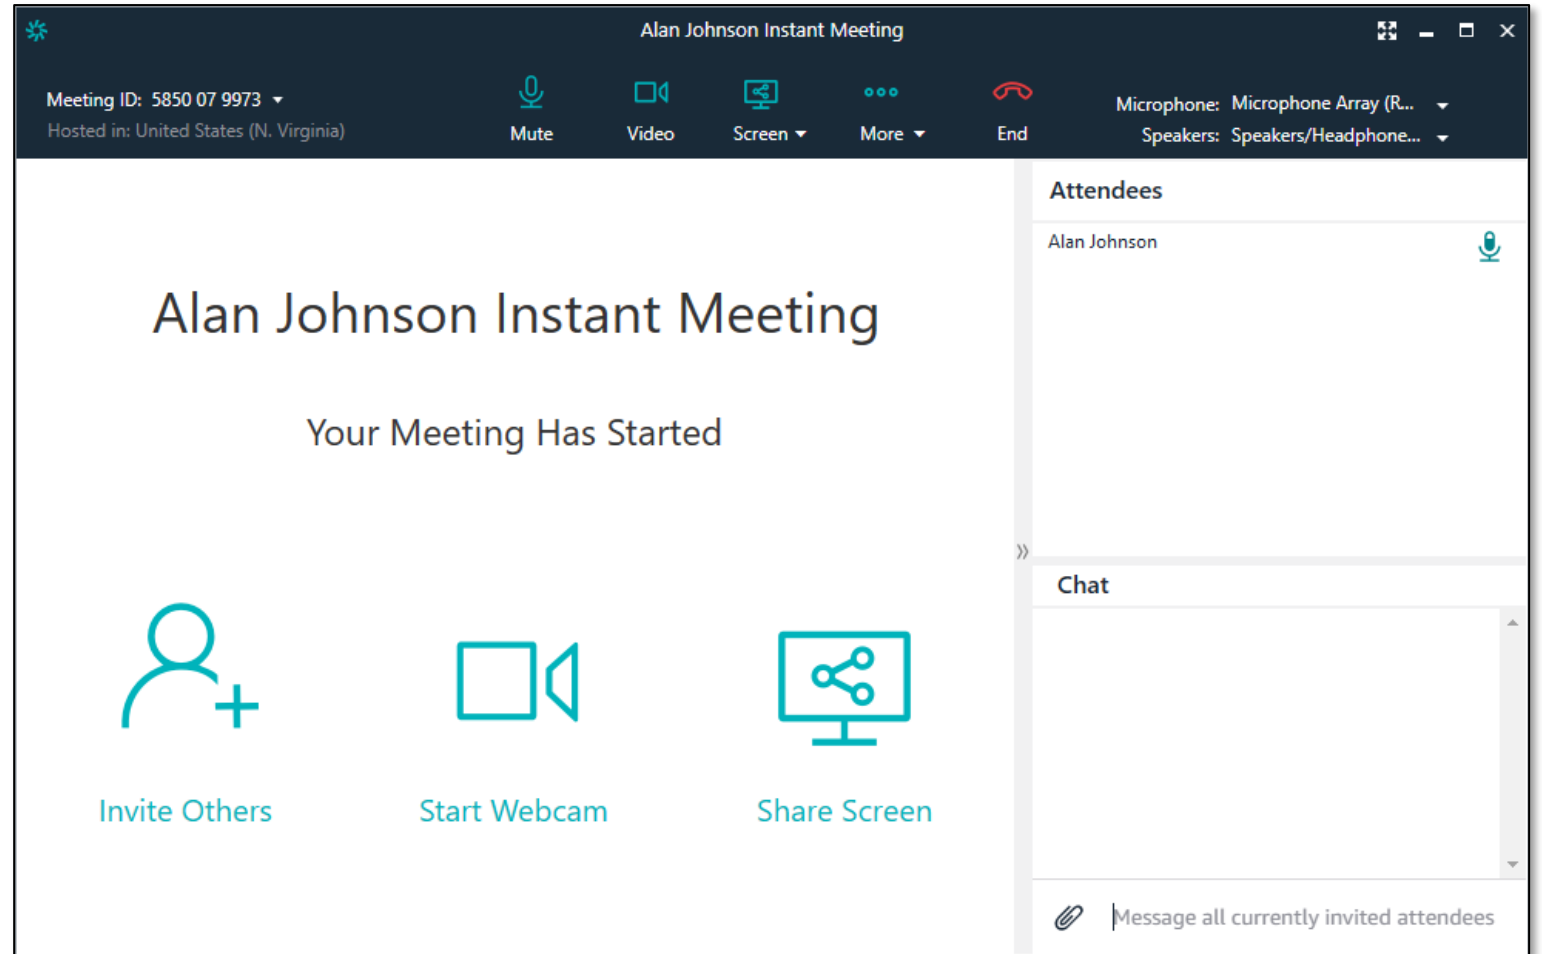 Alan Johnson Instant Meeting
Meeting ID: 5850 07 9973
Hosted in: United States (N. Virginia)
Mute
Video
Screen
More
End
Microphone: Microphone Array (R...
Speakers: Speakers/Headphone...
Alan Johnson Instant Meeting
Your Meeting Has Started
Invite Others
Start Webcam
Share Screen
Attendees
Alan Johnson
Chat
Message all currently invited attendees